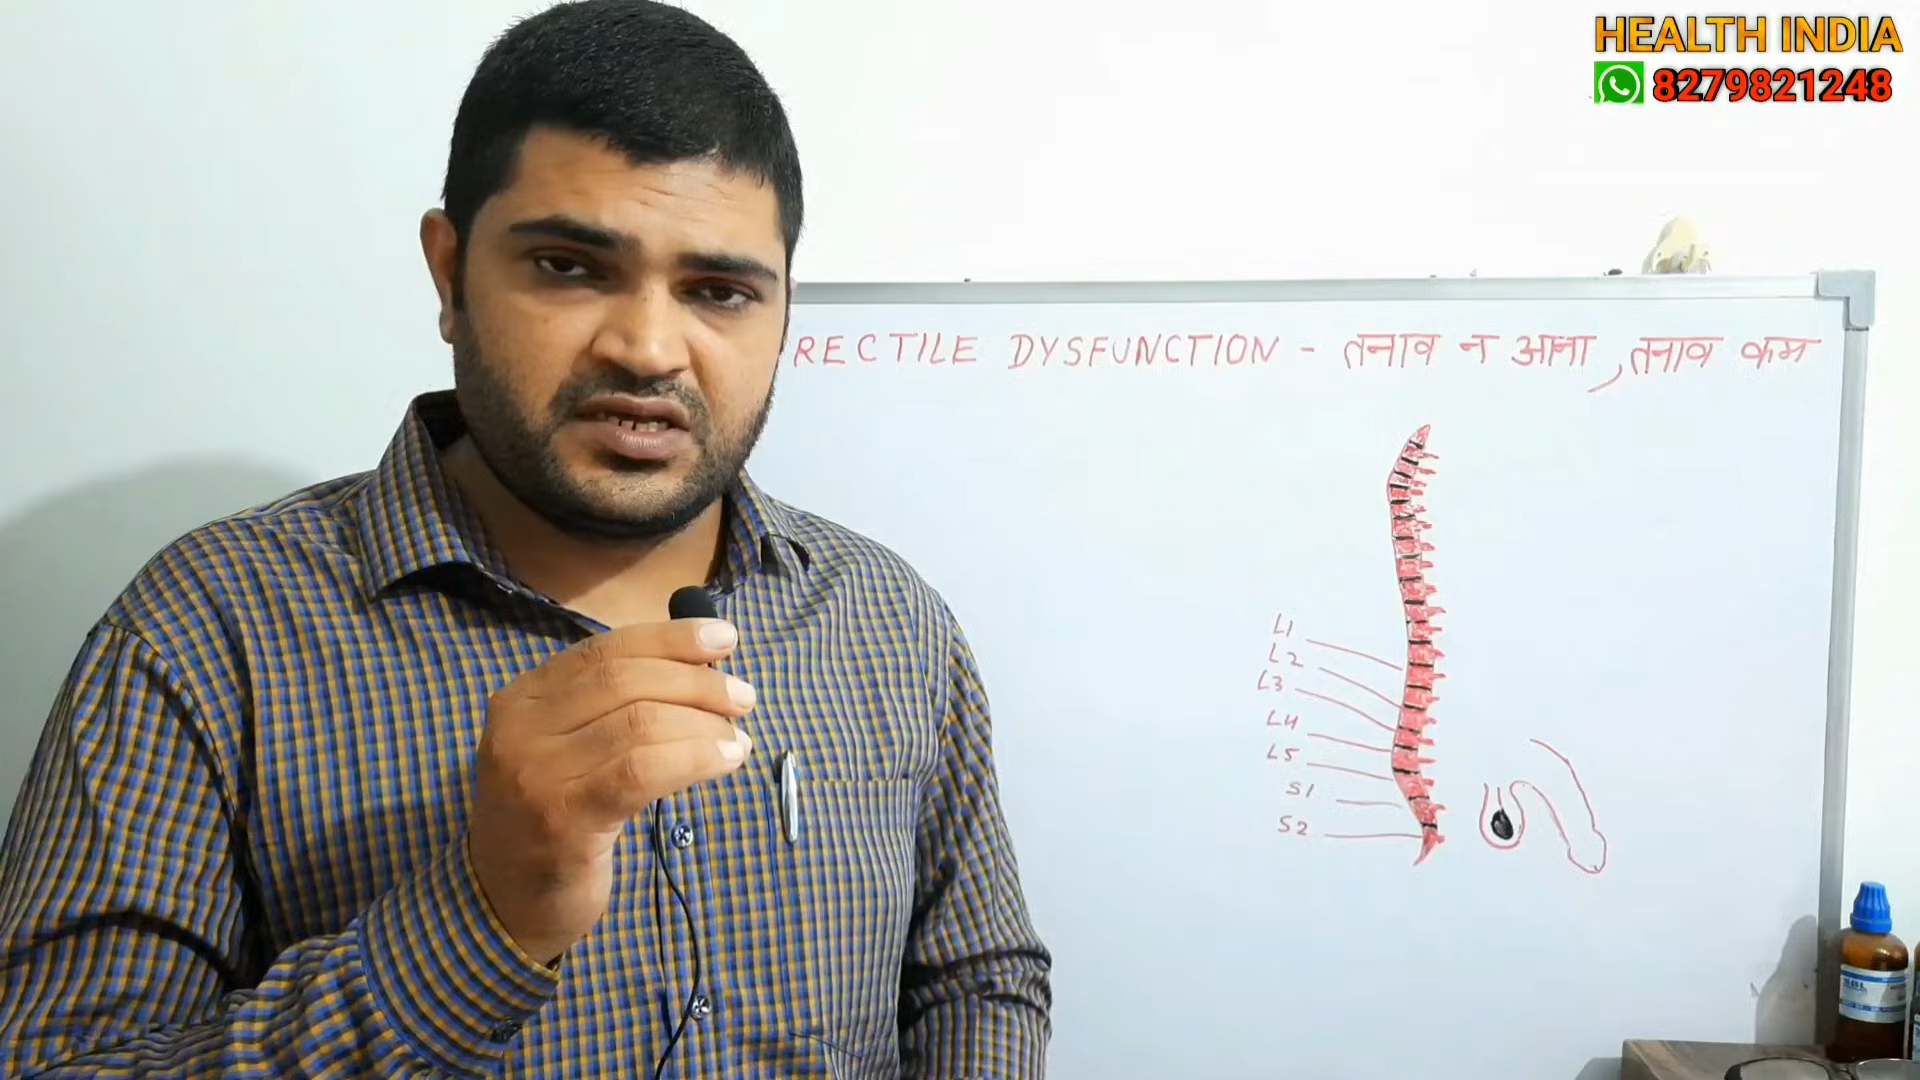 HEALTH INDIA
8279821248
RECTILE DYSFUNCTION - तनाव न आना, तनाव कम
L1
L2
L3
L4
L5
S1
S2